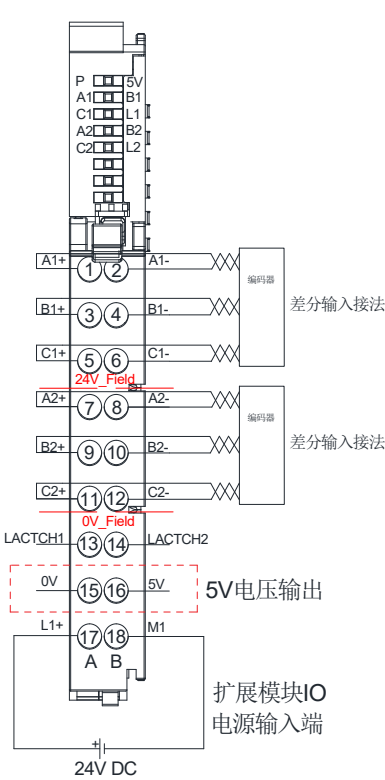 P 5V
A1 B1
C1 L1
A2 B2
C2 L2
A1+ 1 2 A1-
编码器
B1+ 3 4 B1-
差分输入接法
C1+ 5 6 C1-
24V_Field
A2+ 7 8 A2-
编码器
B2+ 9 10 B2-
差分输入接法
C2+ 11 12 C2-
0V_Field
LACTCH1 13 14 LACTCH2
0V 15 16 5V
5V电压输出
L1+ 17 18 M1
A B
扩展模块IO
电源输入端
+
24V DC